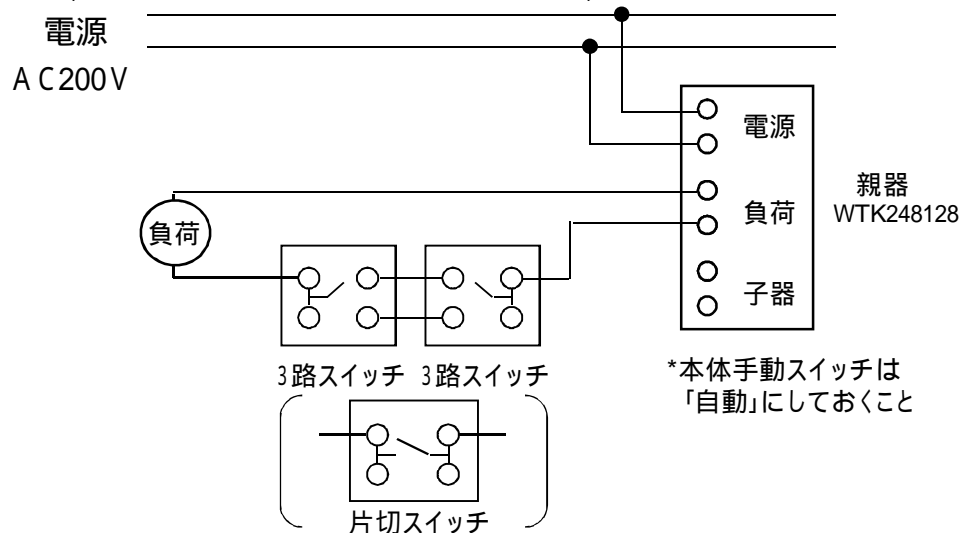 電源
AC200V
電源
負荷
子器
親器
WTK248128
負荷
3路スイッチ 3路スイッチ
*本体手動スイッチは
「自動」にしておくこと
片切スイッチ